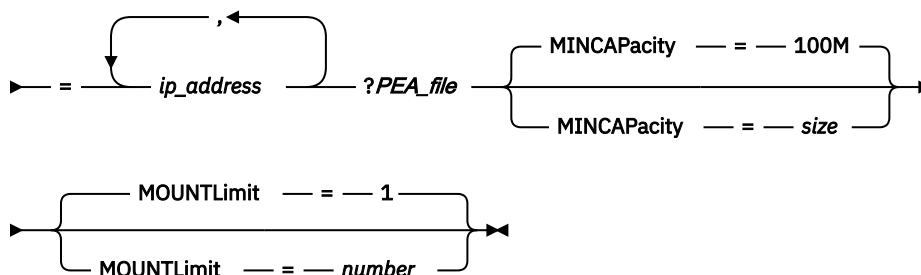 ,
= ip_address ?PEA_file
MINCAPacity = 100M
MINCAPacity = size
MOUNTLimit = 1
MOUNTLimit = number